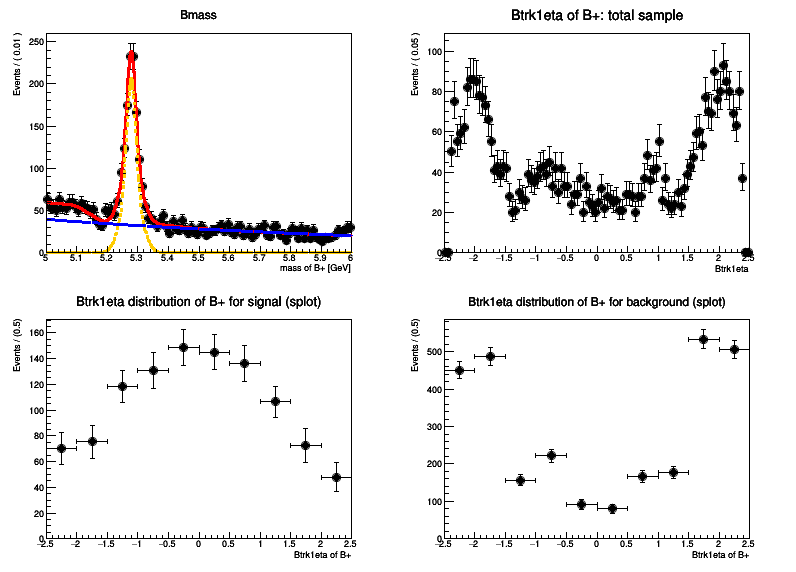 Bmass
Events / ( 0.01 )
250
200
150
100
50
0
5 5.1 5.2 5.3 5.4 5.5 5.6 5.7 5.8 5.9 6
mass of B+ [GeV]
Btrk1eta of B+: total sample
Events / ( 0.05 )
100
80
60
40
20
0
−2.5 −2 −1.5 −1 −0.5 0 0.5 1 1.5 2 2.5
Btrk1eta
Btrk1eta distribution of B+ for signal (splot)
Events / (0.5)
160
140
120
100
80
60
40
20
0
−2.5 −2 −1.5 −1 −0.5 0 0.5 1 1.5 2 2.5
Btrk1eta of B+
Btrk1eta distribution of B+ for background (splot)
Events / (0.5)
500
400
300
200
100
0
−2.5 −2 −1.5 −1 −0.5 0 0.5 1 1.5 2 2.5
Btrk1eta of B+